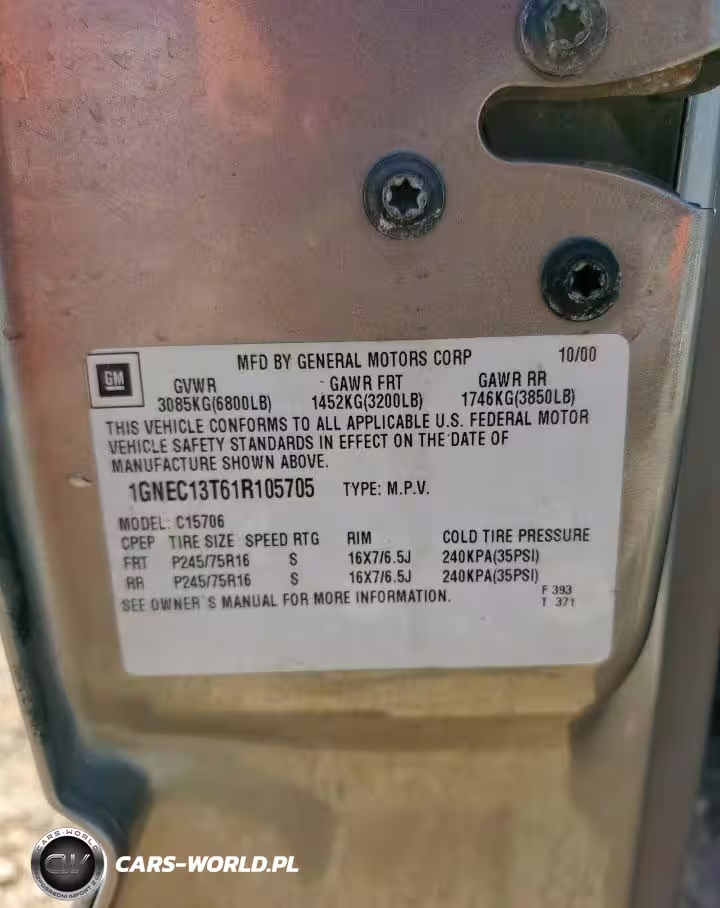 GM
MFD BY GENERAL MOTORS CORP 10/00
GVWR GAWR FRT GAWR RR
3085KG(6800LB) 1452KG(3200LB) 1746KG(3850LB)
THIS VEHICLE CONFORMS TO ALL APPLICABLE U.S. FEDERAL MOTOR
VEHICLE SAFETY STANDARDS IN EFFECT ON THE DATE OF
MANUFACTURE SHOWN ABOVE.
1GNEC13T61R105705 TYPE: M.P.V.
MODEL: C15706
CPEP TIRE SIZE SPEED RTG RIM COLD TIRE PRESSURE
FRT P245/75R16 S 16X7/6.5J 240KPA(35PSI)
RR P245/75R16 S 16X7/6.5J 240KPA(35PSI)
SEE OWNER'S MANUAL FOR MORE INFORMATION.
F 393
T 371
CARS-WORLD
CW
CARS-WORLD.PL